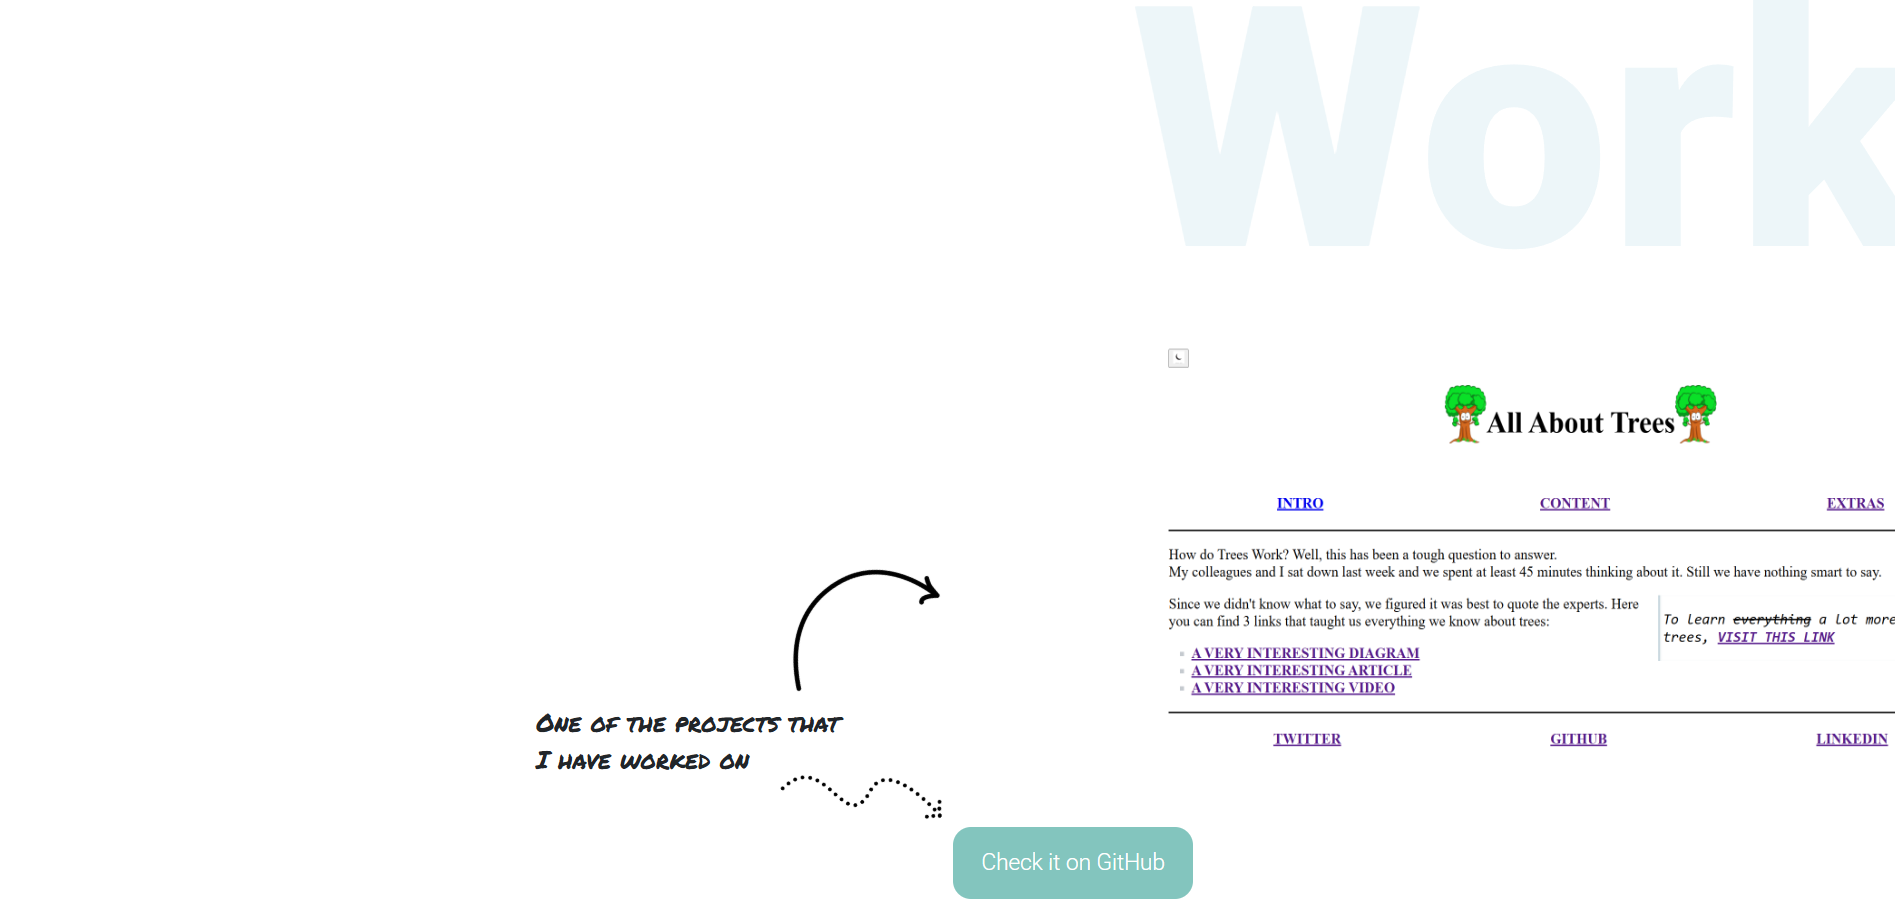 Work
All About Trees
INTRO CONTENT EXTRAS
How do Trees Work? Well, this has been a tough question to answer.
My colleagues and I sat down last week and we spent at least 45 minutes thinking about it. Still we have nothing smart to say.
Since we didn't know what to say, we figured it was best to quote the experts. Here
you can find 3 links that taught us everything we know about trees:
To learn everything a lot more
trees, VISIT THIS LINK
A VERY INTERESTING DIAGRAM
A VERY INTERESTING ARTICLE
A VERY INTERESTING VIDEO
TWITTER GITHUB LINKEDIN
One of the projects that
I have worked on
Check it on GitHub